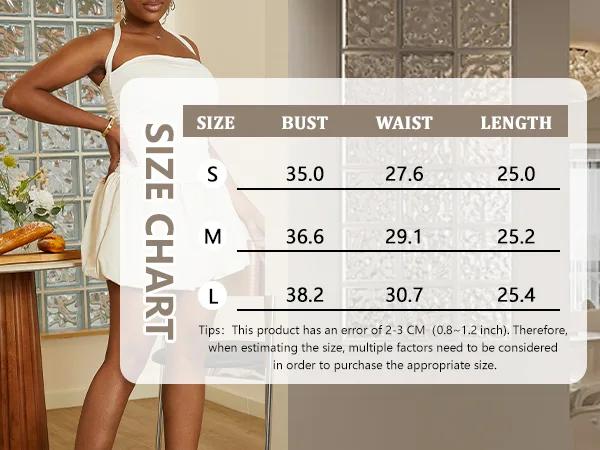 SIZE CHART
SIZE BUST WAIST LENGTH
S 35.0 27.6 25.0
M 36.6 29.1 25.2
L 38.2 30.7 25.4
Tips: This product has an error of 2-3 CM (0.8~1.2 inch). Therefore,
when estimating the size, multiple factors need to be considered
in order to purchase the appropriate size.